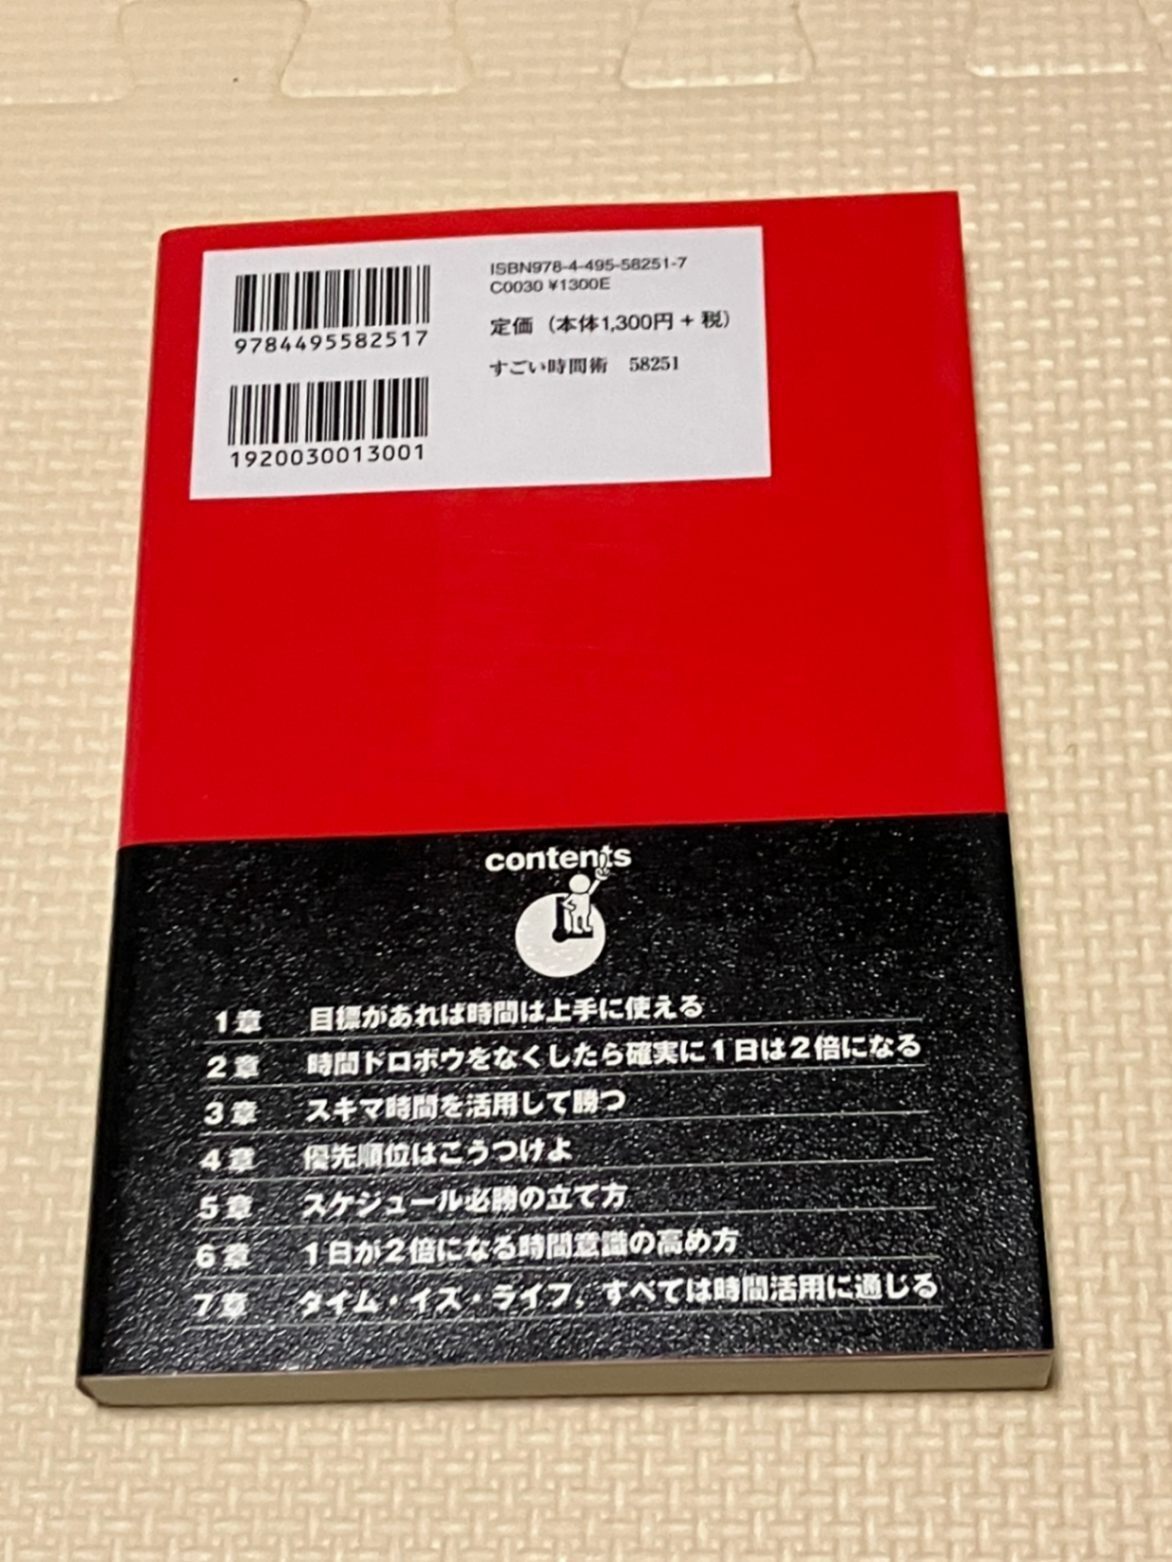 ISBN978-4-495-58251-7
C0030 ¥1300E
定価（本体1,300円 + 税）
すごい時間術　58251
9784495582517
1920030013001
contents
1章　目標があれば時間は上手に使える
2章　時間ドロボウをなくしたら確実に1日は2倍になる
3章　スキマ時間を活用して勝つ
4章　優先順位はこうつけよ
5章　スケジュール必勝の立て方
6章　1日が2倍になる時間意識の高め方
7章　タイム・イズ・ライフ、すべては時間活用に通じる